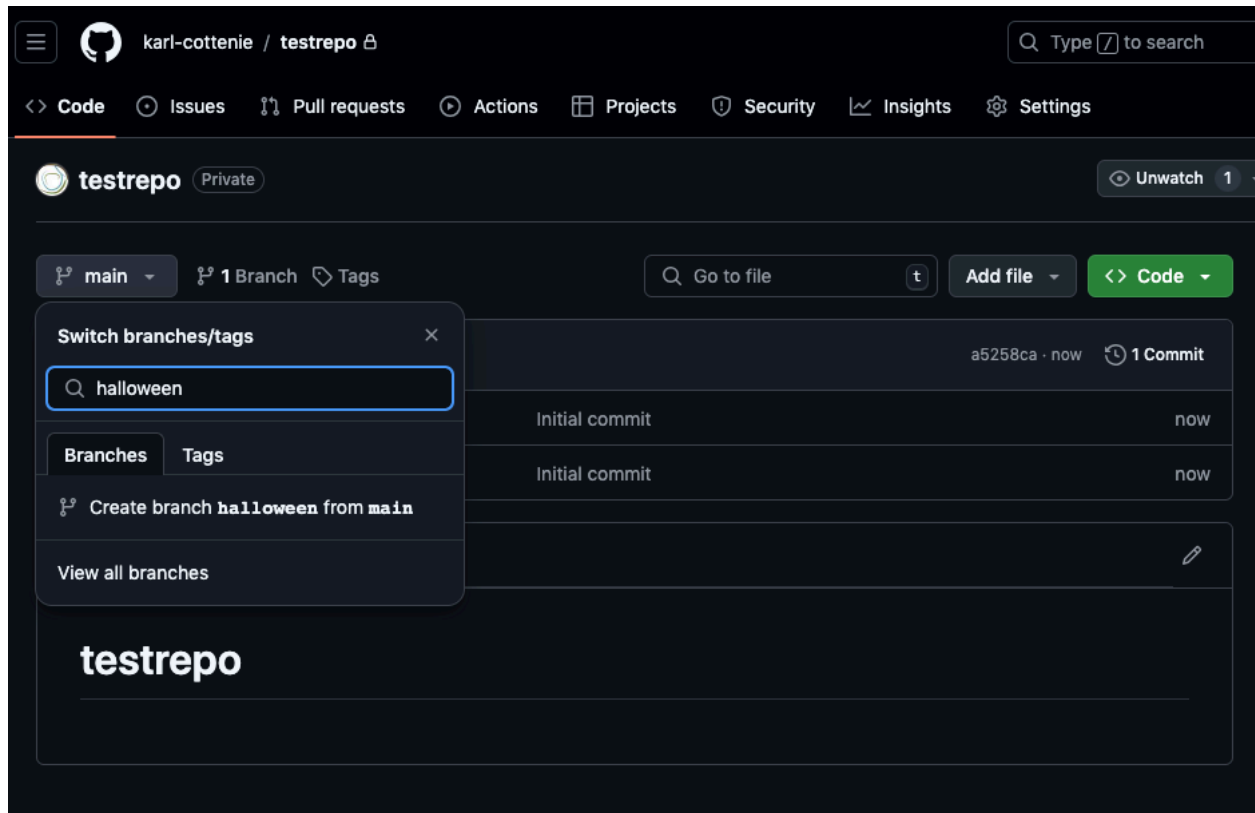 karl-cottenie / testrepo Type / to search
Code Issues Pull requests Actions Projects Security Insights Settings
testrepo Private Unwatch 1
main 1 Branch Tags Go to file t Add file Code
Switch branches/tags
a5258ca · now 1 Commit
halloween
Initial commit now
Branches Tags
Initial commit now
Create branch halloween from main
View all branches
testrepo